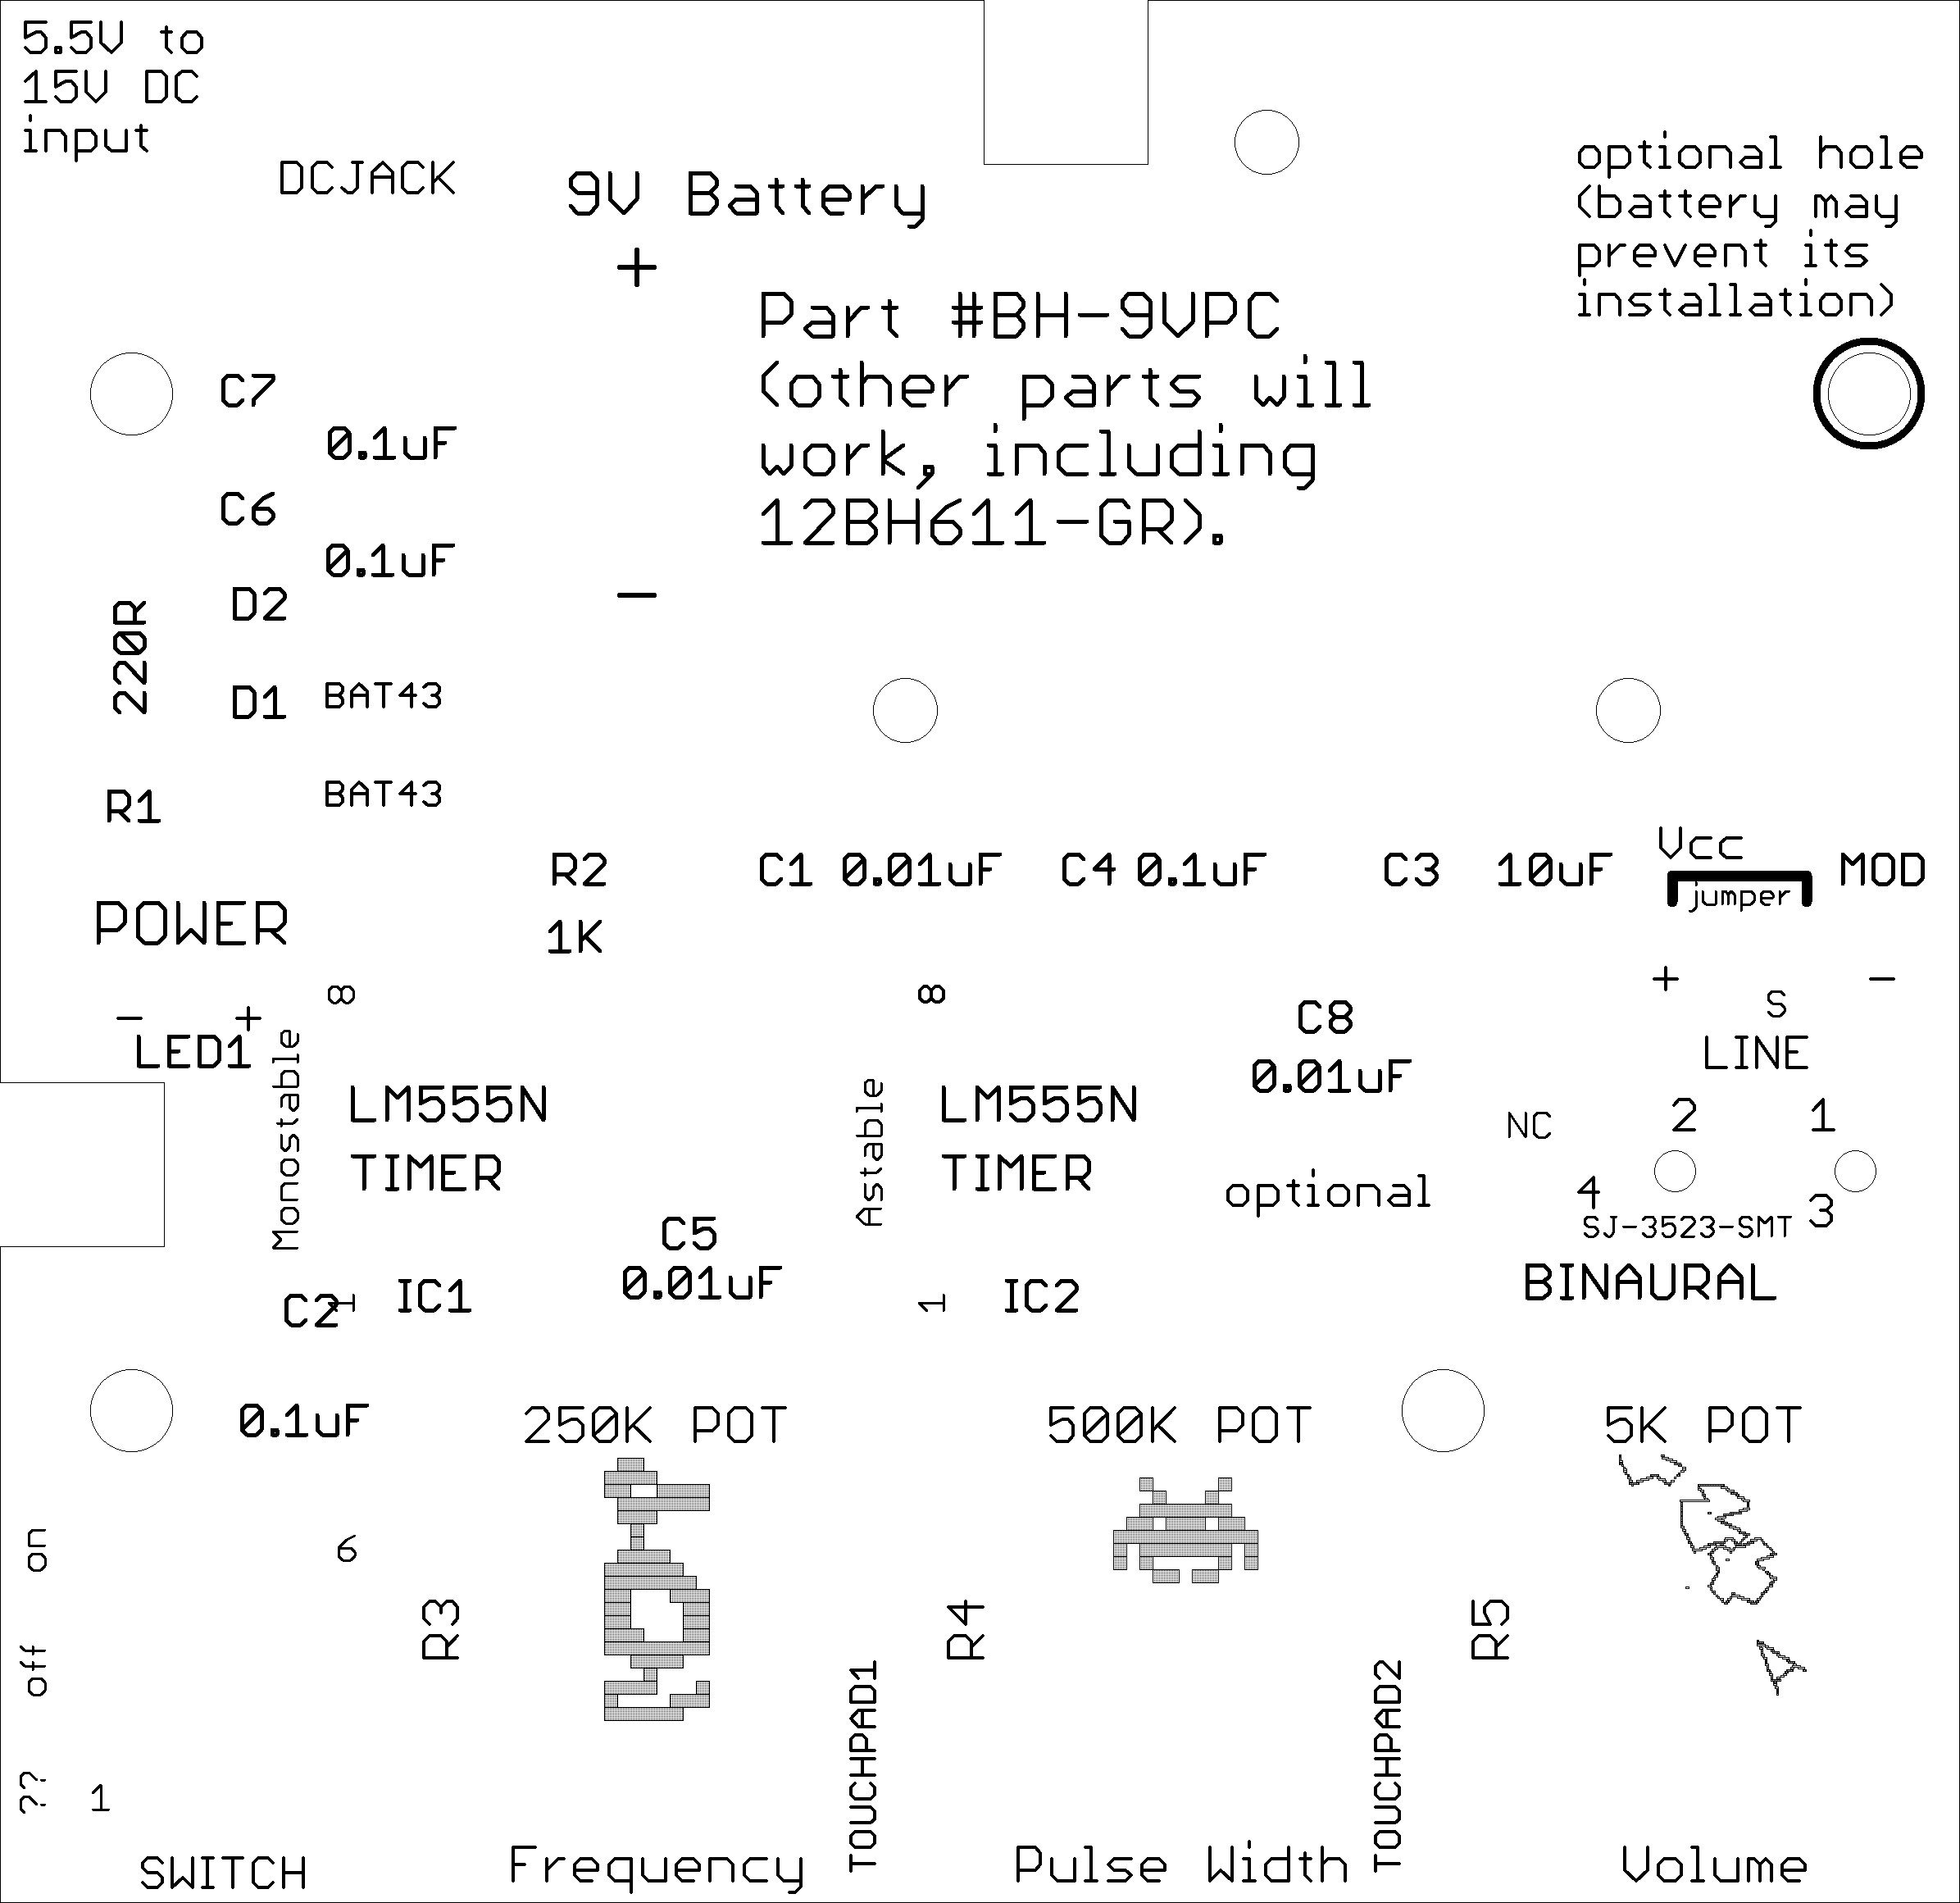 5.5V to
15V DC
input
DCJACK
9V Battery
+
Part #BH-9VPC
(other parts will
work, including
12BH611-GR).
-
optional hole
(battery may
prevent its
installation)
C7
0.1uF
C6
0.1uF
D2
220R
D1
BAT43
R1
BAT43
R2
1K
C1 0.01uF
C4 0.1uF
C3 10uF
Vcc
jumper
MOD
POWER
- +
LED1
8
Monostable
LM555N
TIMER
8
Astable
LM555N
TIMER
C8
0.01uF
optional
+ S -
LINE
NC
2 1
4 3
SJ-3523-SMT
BINAURAL
C5
0.01uF
C2
1
IC1
1
IC2
0.1uF
250K POT
500K POT
5K POT
on
off
??
6
1
R3
R4
R5
TOUCHPAD1
TOUCHPAD2
SWITCH
Frequency
Pulse Width
Volume